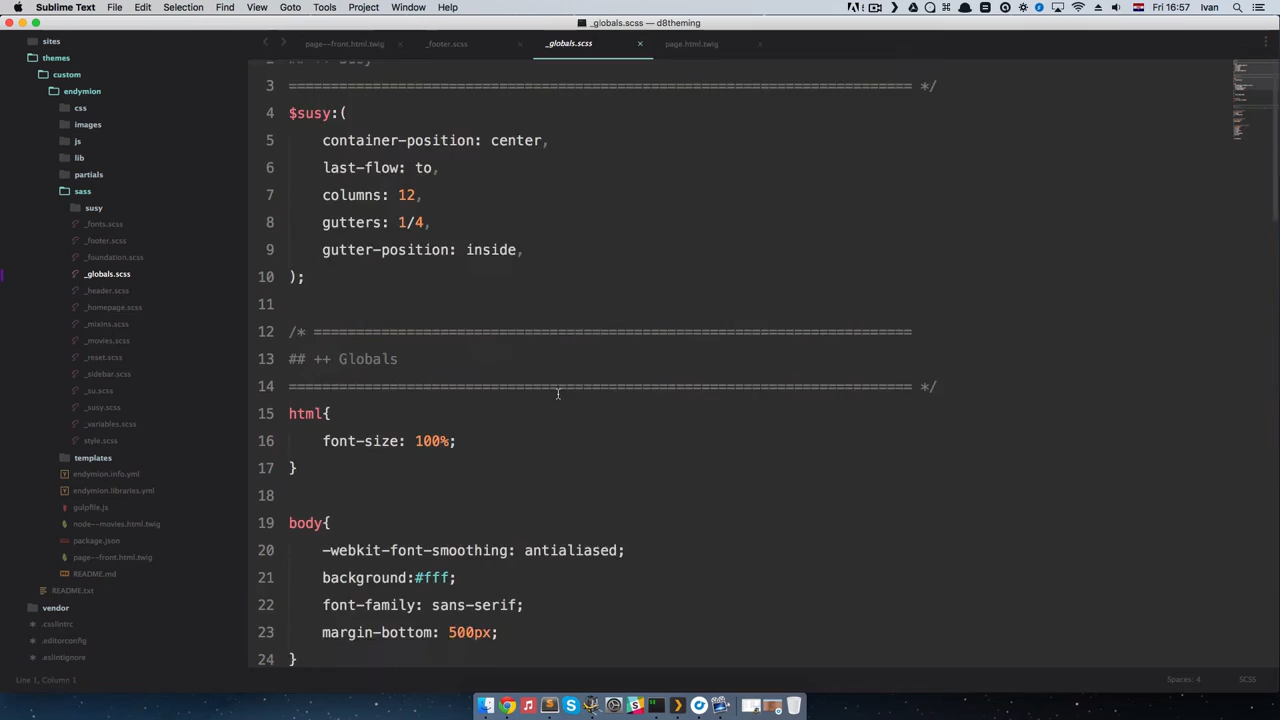 Sublime Text File Edit Selection Find View Goto Tools Project Window Help Fri 16:57 Ivan
_globals.scss — d8theming
sites
themes
custom
endymion
css
images
js
lib
partials
sass
susy
_fonts.scss
_footer.scss
_foundation.scss
_globals.scss
_header.scss
_homepage.scss
_mixins.scss
_movies.scss
_reset.scss
_sidebar.scss
_su.scss
_susy.scss
_variables.scss
style.scss
templates
endymion.info.yml
endymion.libraries.yml
gulpfile.js
node--movies.html.twig
package.json
page--front.html.twig
README.md
README.txt
vendor
.csslintrc
.editorconfig
.eslintignore
page--front.html.twig × _footer.scss × _globals.scss × page.html.twig ×
2 ## ++ Susy
3 ========================================================================== */
4 $susy:(
5 container-position: center,
6 last-flow: to,
7 columns: 12,
8 gutters: 1/4,
9 gutter-position: inside,
10 );
11
12 /* =======================================================================
13 ## ++ Globals
14 ========================================================================== */
15 html{
16 font-size: 100%;
17 }
18
19 body{
20 -webkit-font-smoothing: antialiased;
21 background:#fff;
22 font-family: sans-serif;
23 margin-bottom: 500px;
24 }
Line 1, Column 1 Spaces: 4 SCSS